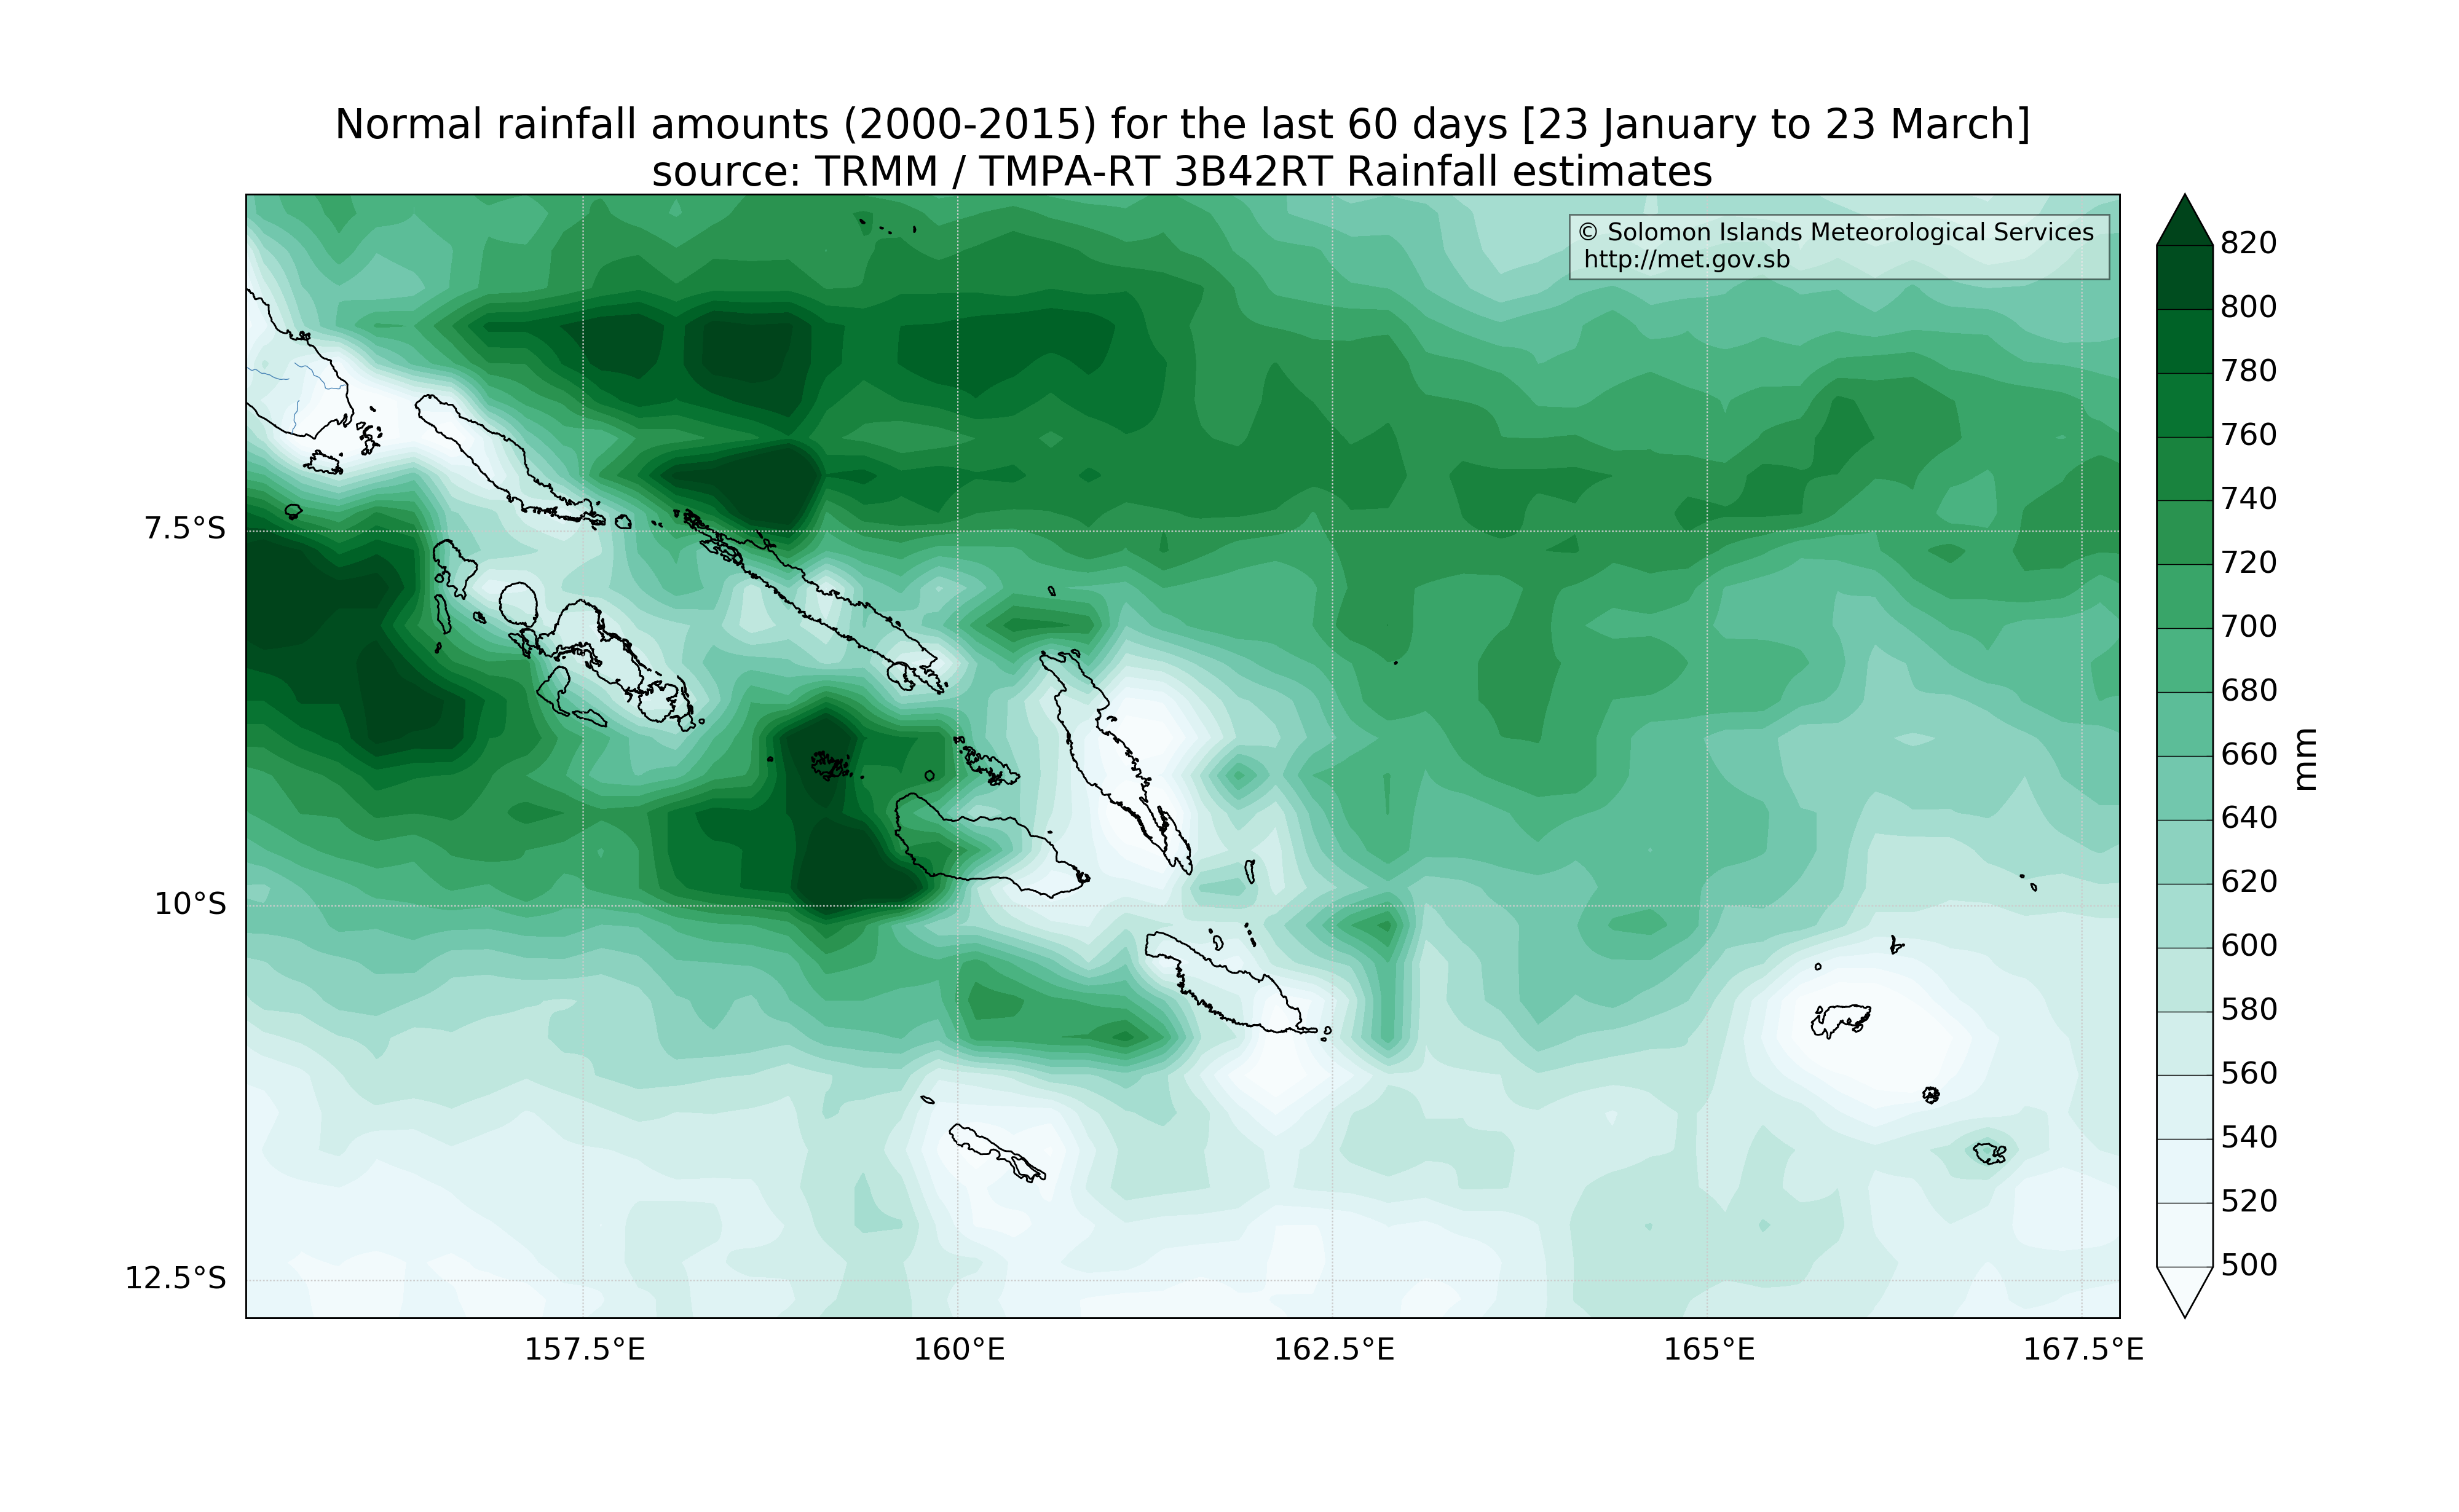 Normal rainfall amounts (2000-2015) for the last 60 days [23 January to 23 March]
source: TRMM / TMPA-RT 3B42RT Rainfall estimates
© Solomon Islands Meteorological Services
http://met.gov.sb
7.5°S
10°S
12.5°S
157.5°E
160°E
162.5°E
165°E
167.5°E
820
800
780
760
740
720
700
680
660
640
620
600
580
560
540
520
500
mm